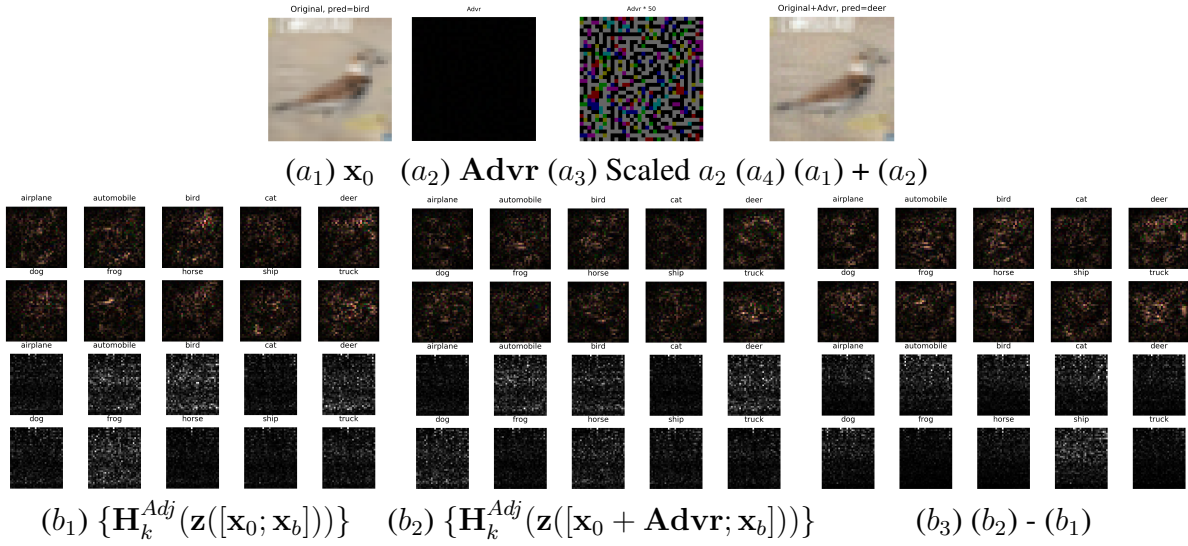 Original, pred=bird Advr Advr * 50 Original+Advr, pred=deer
(a₁) x₀ (a₂) Advr (a₃) Scaled a₂ (a₄) (a₁) + (a₂)
airplane automobile bird cat deer airplane automobile bird cat deer airplane automobile bird cat deer
dog frog horse ship truck dog frog horse ship truck dog frog horse ship truck
airplane automobile bird cat deer airplane automobile bird cat deer airplane automobile bird cat deer
dog frog horse ship truck dog frog horse ship truck dog frog horse ship truck
(b₁) {H_k^{Adj}(z([x₀; x_b]))} (b₂) {H_k^{Adj}(z([x₀ + Advr; x_b]))} (b₃) (b₂) - (b₁)